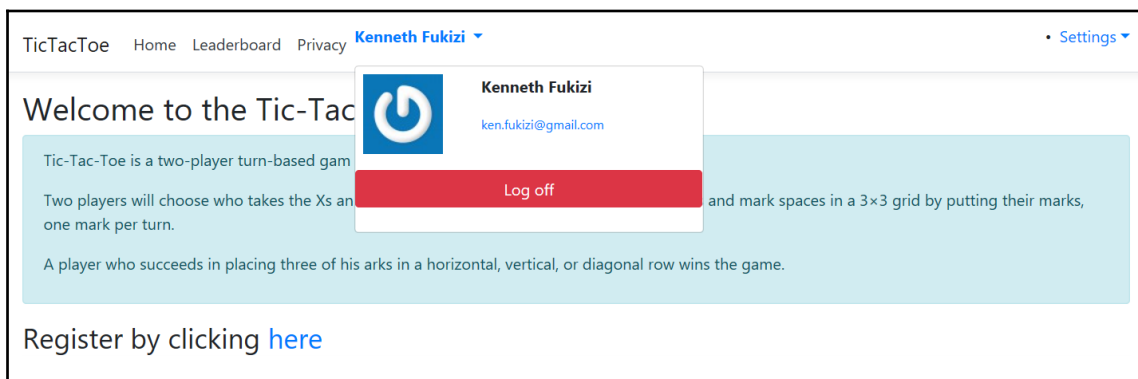 TicTacToe Home Leaderboard Privacy Kenneth Fukizi • Settings
Kenneth Fukizi
ken.fukizi@gmail.com
Log off
Welcome to the Tic-Tac
Tic-Tac-Toe is a two-player turn-based gam
Two players will choose who takes the Xs an and mark spaces in a 3×3 grid by putting their marks,
one mark per turn.
A player who succeeds in placing three of his arks in a horizontal, vertical, or diagonal row wins the game.
Register by clicking here